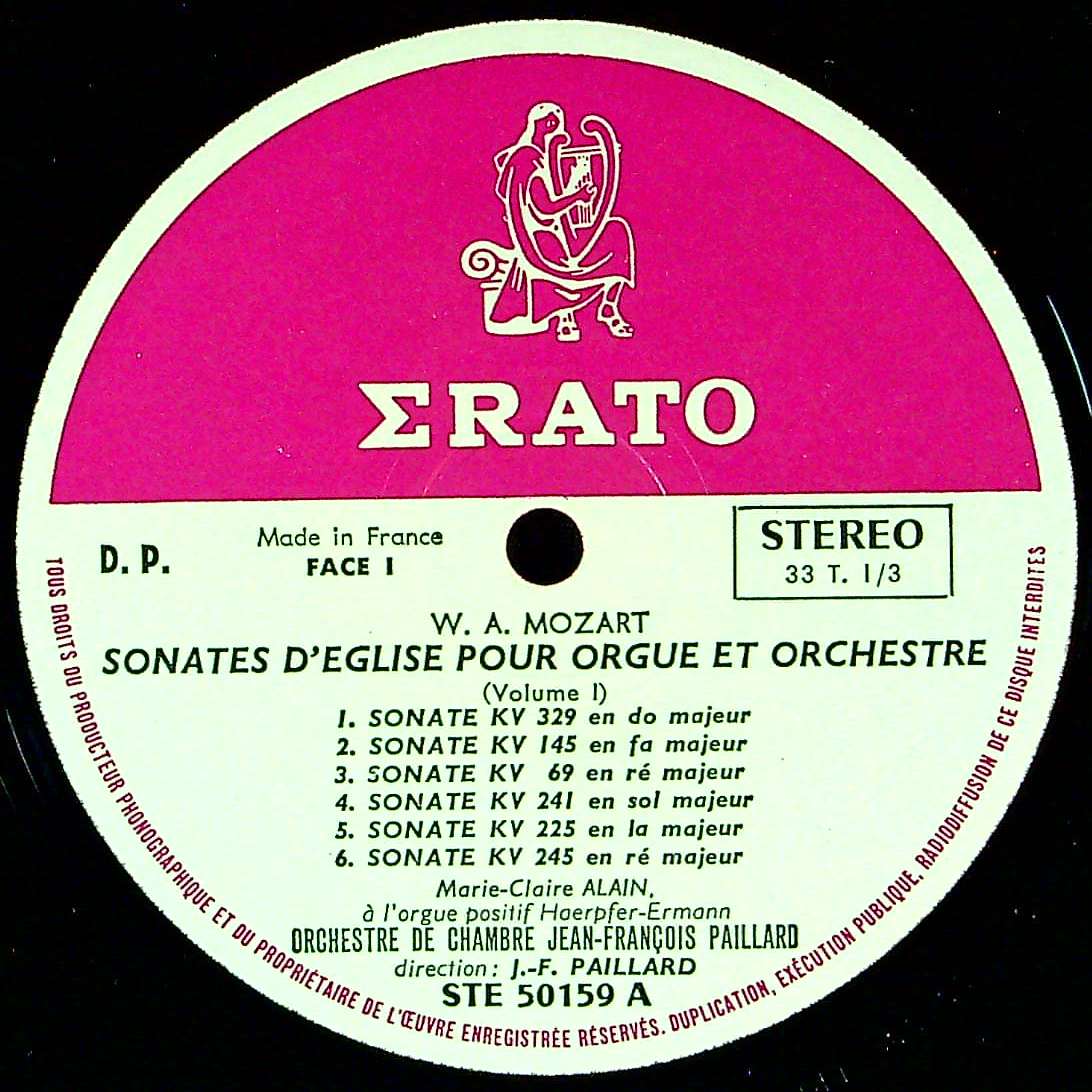 ΣRATO
D. P.
Made in France
FACE I
STEREO
33 T. 1/3
W. A. MOZART
SONATES D'EGLISE POUR ORGUE ET ORCHESTRE
(Volume I)
1. SONATE KV 329 en do majeur
2. SONATE KV 145 en fa majeur
3. SONATE KV 69 en ré majeur
4. SONATE KV 241 en sol majeur
5. SONATE KV 225 en la majeur
6. SONATE KV 245 en ré majeur
Marie-Claire ALAIN,
à l'orgue positif Haerpfer-Ermann
ORCHESTRE DE CHAMBRE JEAN-FRANÇOIS PAILLARD
direction: J.-F. PAILLARD
STE 50159 A
TOUS DROITS DU PRODUCTEUR PHONOGRAPHIQUE ET DU PROPRIÉTAIRE DE L'ŒUVRE ENREGISTRÉE RÉSERVÉS. DUPLICATION, EXÉCUTION PUBLIQUE, RADIODIFFUSION DE CE DISQUE INTERDITES